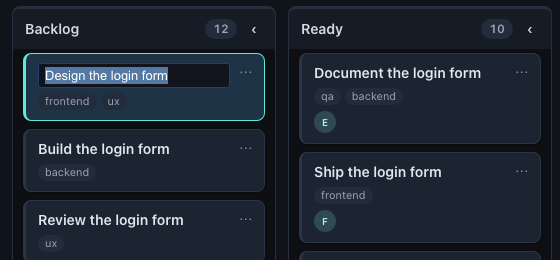 Backlog 12 ‹
Design the login form ...
frontend ux
Build the login form ...
backend
Review the login form ...
ux
Ready 10 ‹
Document the login form ...
qa backend
E
Ship the login form ...
frontend
F